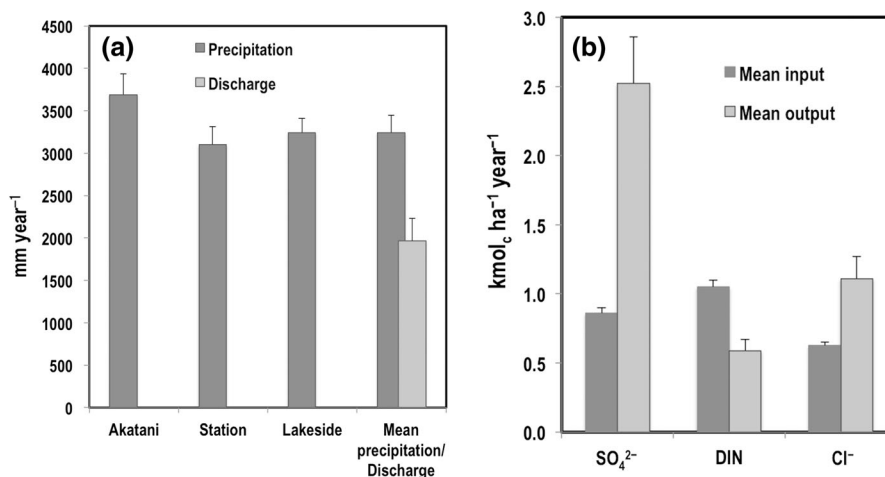 (a)
Precipitation
Discharge
mm year⁻¹
4500
4000
3500
3000
2500
2000
1500
1000
500
0
Akatani
Station
Lakeside
Mean
precipitation/
Discharge
(b)
Mean input
Mean output
kmol_c ha⁻¹ year⁻¹
3.0
2.5
2.0
1.5
1.0
0.5
0.0
SO₄²⁻
DIN
Cl⁻